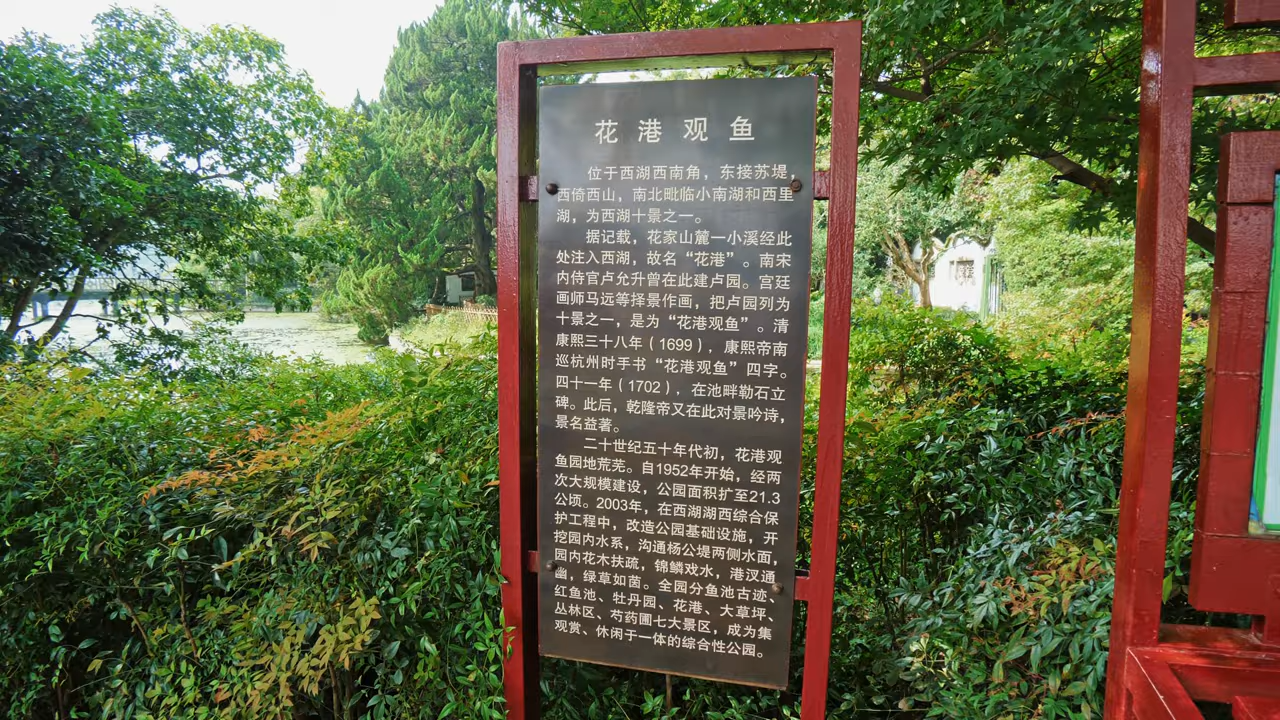 花港观鱼
位于西湖西南角，东接苏堤，
西倚西山，南北毗临小南湖和西里
湖，为西湖十景之一。
据记载，花家山麓一小溪经此
处注入西湖，故名“花港”。南宋
内侍官卢允升曾在此建卢园。宫廷
画师马远等择景作画，把卢园列为
十景之一，是为“花港观鱼”。清
康熙三十八年（1699），康熙帝南
巡杭州时手书“花港观鱼”四字。
四十一年（1702），在池畔勒石立
碑。此后，乾隆帝又在此对景吟诗，
景名益著。
二十世纪五十年代初，花港观
鱼园地荒芜。自1952年开始，经两
次大规模建设，公园面积扩至21.3
公顷。2003年，在西湖湖西综合保
护工程中，改造公园基础设施，开
挖园内水系，沟通杨公堤两侧水面，
园内花木扶疏，锦鳞戏水，港汊通
幽，绿草如茵。全园分鱼池古迹、
红鱼池、牡丹园、花港、大草坪、
丛林区、芍药圃七大景区，成为集
观赏、休闲于一体的综合性公园。